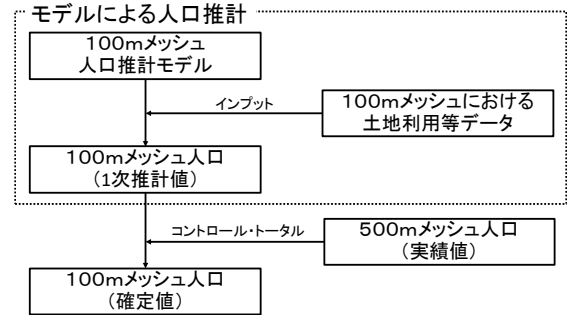 モデルによる人口推計
100mメッシュ
人口推計モデル
インプット
100mメッシュにおける
土地利用等データ
100mメッシュ人口
（1次推計値）
コントロール・トータル
500mメッシュ人口
（実績値）
100mメッシュ人口
（確定値）